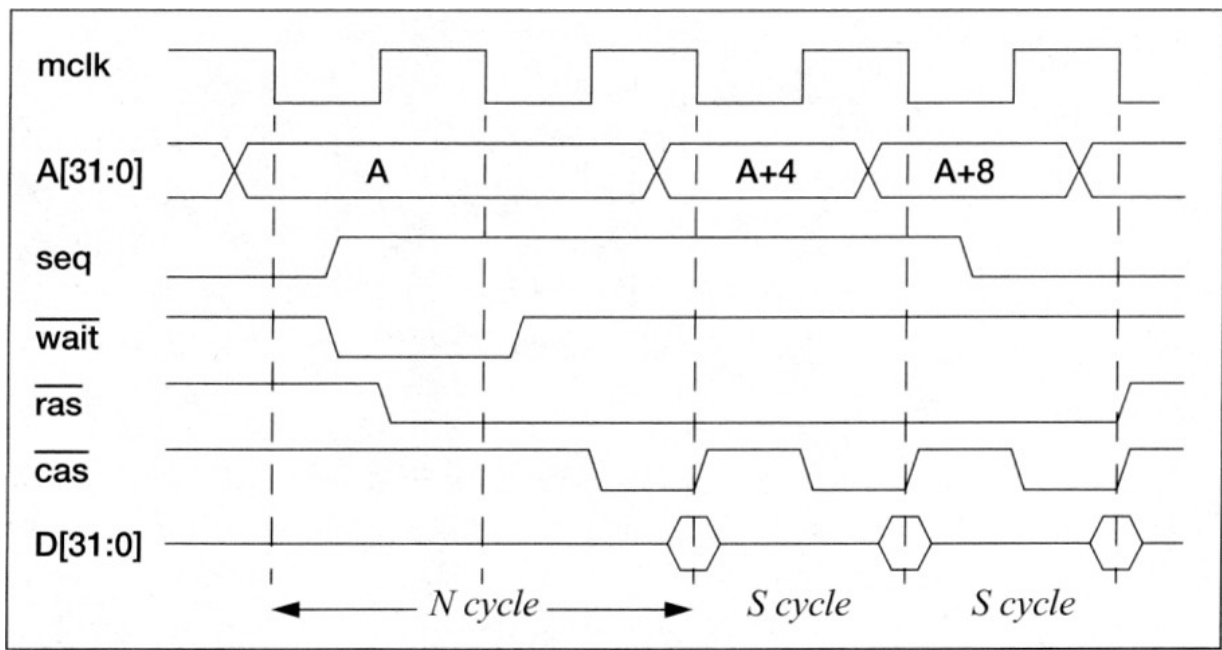 mclk
A[31:0]
A
A+4
A+8
seq
wait
ras
cas
D[31:0]
N cycle
S cycle
S cycle